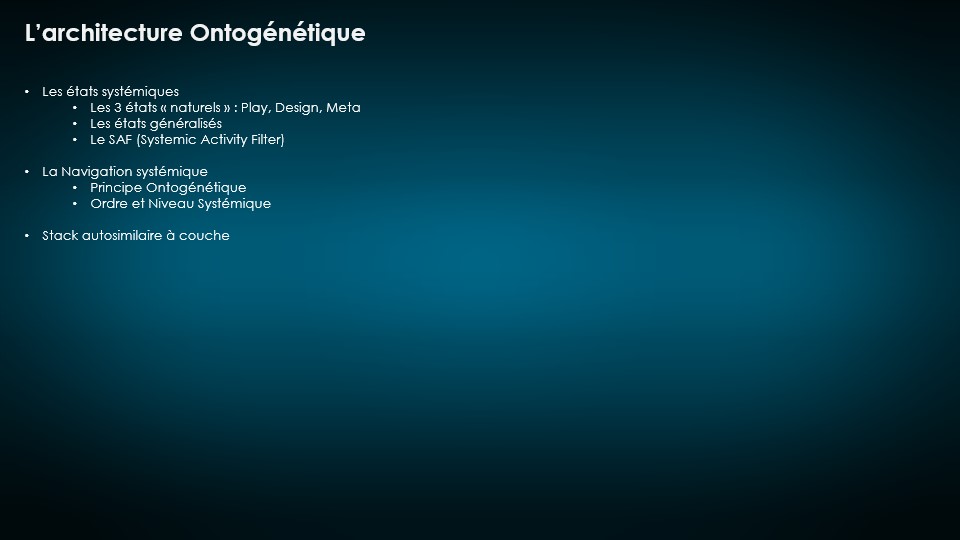 L’architecture Ontogénétique
• Les états systémiques
• Les 3 états « naturels » : Play, Design, Meta
• Les états généralisés
• Le SAF (Systemic Activity Filter)
• La Navigation systémique
• Principe Ontogénétique
• Ordre et Niveau Systémique
• Stack autosimilaire à couche